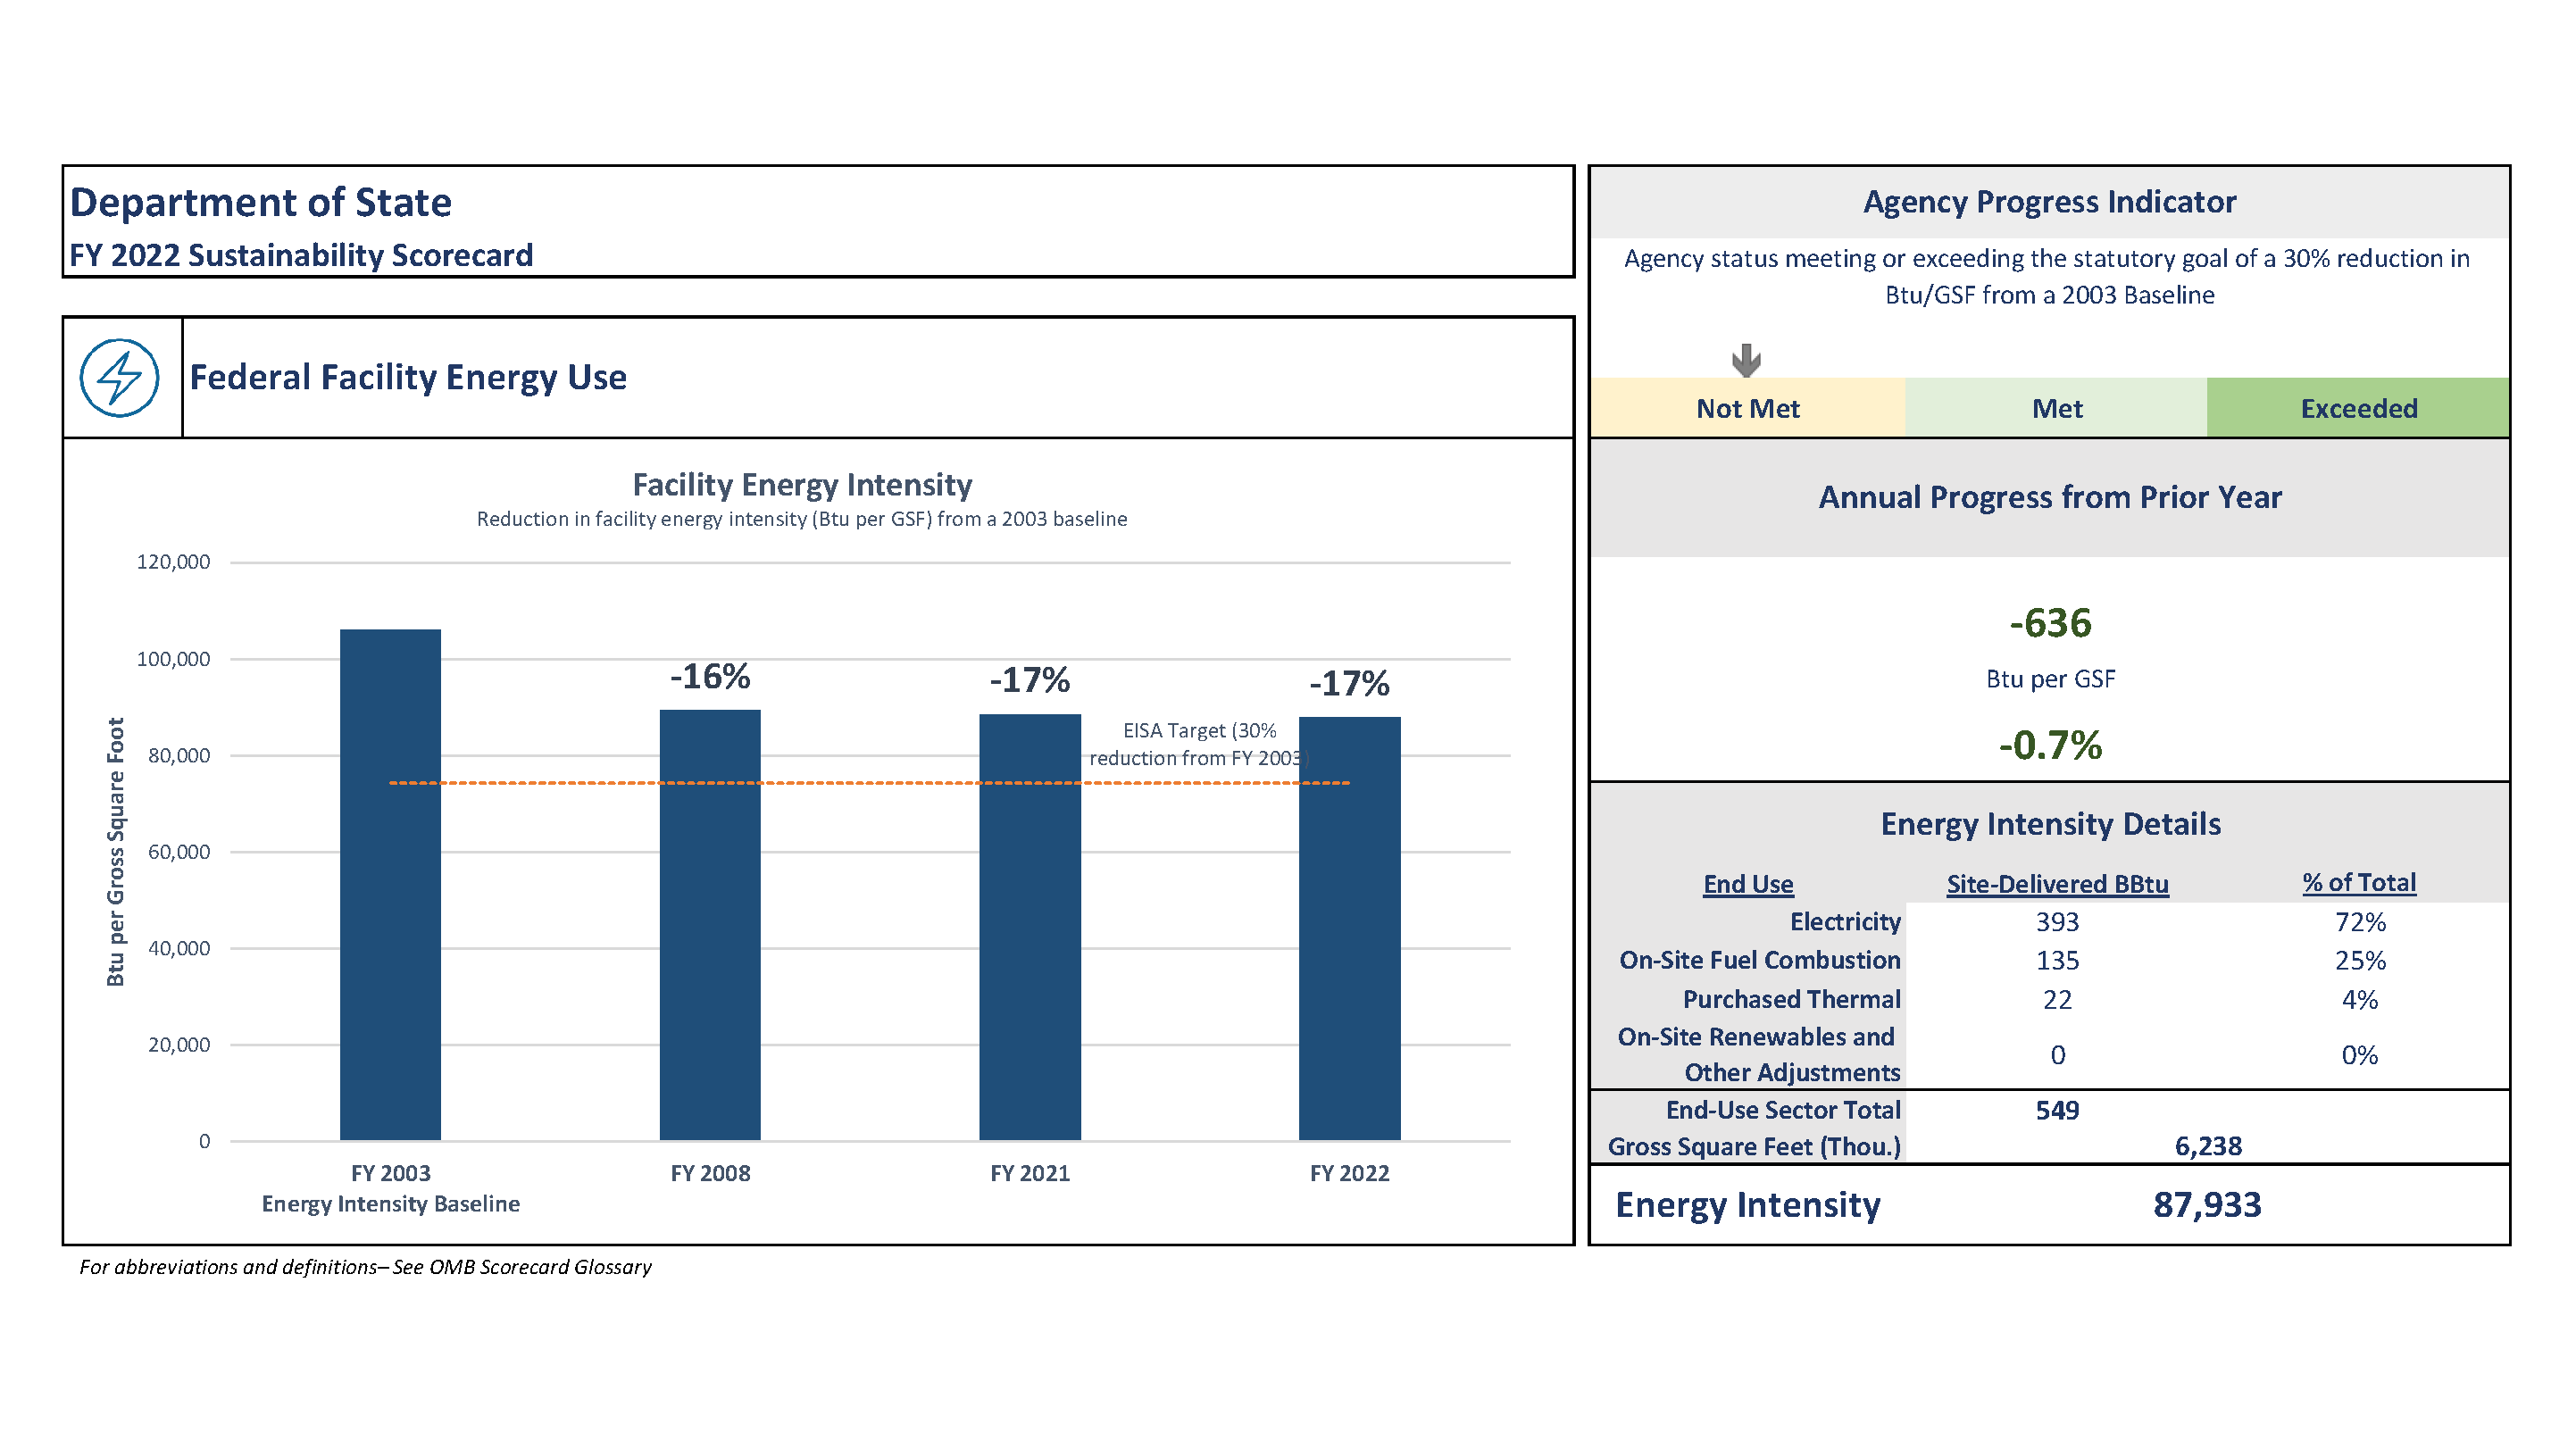 Department of State
FY 2022 Sustainability Scorecard
Federal Facility Energy Use
Facility Energy Intensity
Reduction in facility energy intensity (Btu per GSF) from a 2003 baseline
Btu per Gross Square Foot
120,000
100,000
80,000
60,000
40,000
20,000
0
-16%
-17%
-17%
EISA Target (30%
reduction from FY 2003)
FY 2003
Energy Intensity Baseline
FY 2008
FY 2021
FY 2022
For abbreviations and definitions– See OMB Scorecard Glossary
Agency Progress Indicator
Agency status meeting or exceeding the statutory goal of a 30% reduction in
Btu/GSF from a 2003 Baseline
Not Met Met Exceeded
Annual Progress from Prior Year
-636
Btu per GSF
-0.7%
Energy Intensity Details
End Use Site-Delivered BBtu % of Total
Electricity 393 72%
On-Site Fuel Combustion 135 25%
Purchased Thermal 22 4%
On-Site Renewables and
Other Adjustments 0 0%
End-Use Sector Total 549
Gross Square Feet (Thou.) 6,238
Energy Intensity 87,933